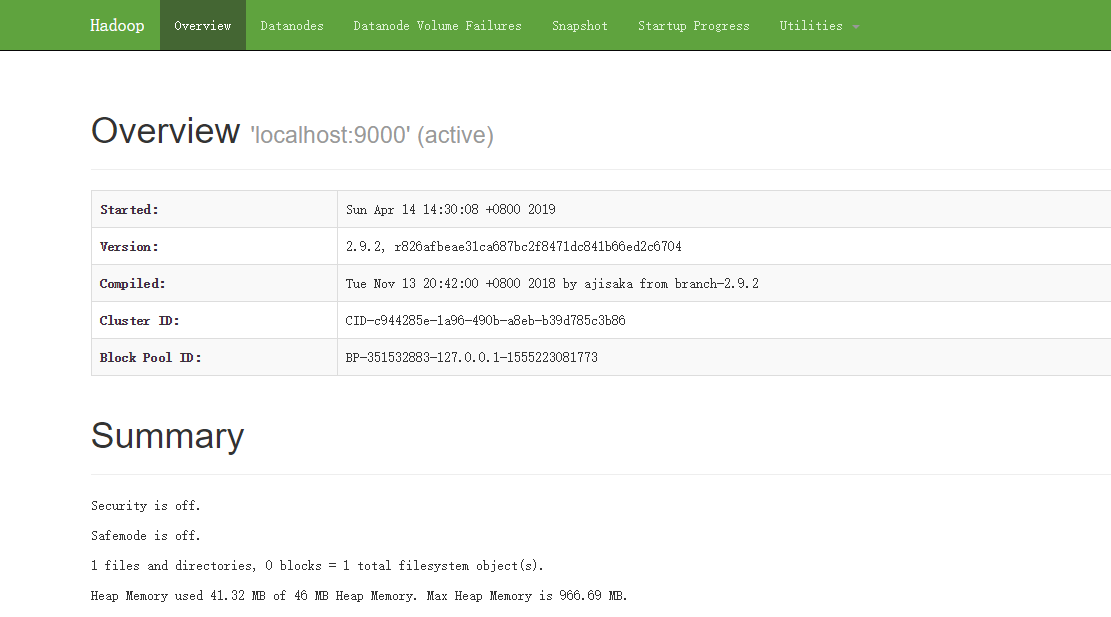 Hadoop Overview Datanodes Datanode Volume Failures Snapshot Startup Progress Utilities
Overview 'localhost:9000' (active)
Started: Sun Apr 14 14:30:08 +0800 2019
Version: 2.9.2, r826afbeae31ca687bc2f8471dc841b66ed2c6704
Compiled: Tue Nov 13 20:42:00 +0800 2018 by ajisaka from branch-2.9.2
Cluster ID: CID-c944285e-1a96-490b-a8eb-b39d785c3b86
Block Pool ID: BP-351532883-127.0.0.1-1555223081773
Summary
Security is off.
Safemode is off.
1 files and directories, 0 blocks = 1 total filesystem object(s).
Heap Memory used 41.32 MB of 46 MB Heap Memory. Max Heap Memory is 966.69 MB.